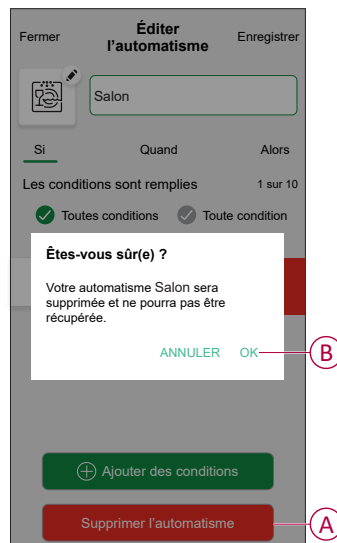 Fermer
Éditer
l'automatisme
Enregistrer
Salon
Si
Quand
Alors
Les conditions sont remplies
1 sur 10
Toutes conditions
Toute condition
Êtes-vous sûr(e) ?
Votre automatisme Salon sera
supprimée et ne pourra pas être
récupérée.
ANNULER
OK
B
Ajouter des conditions
Supprimer l'automatisme
A